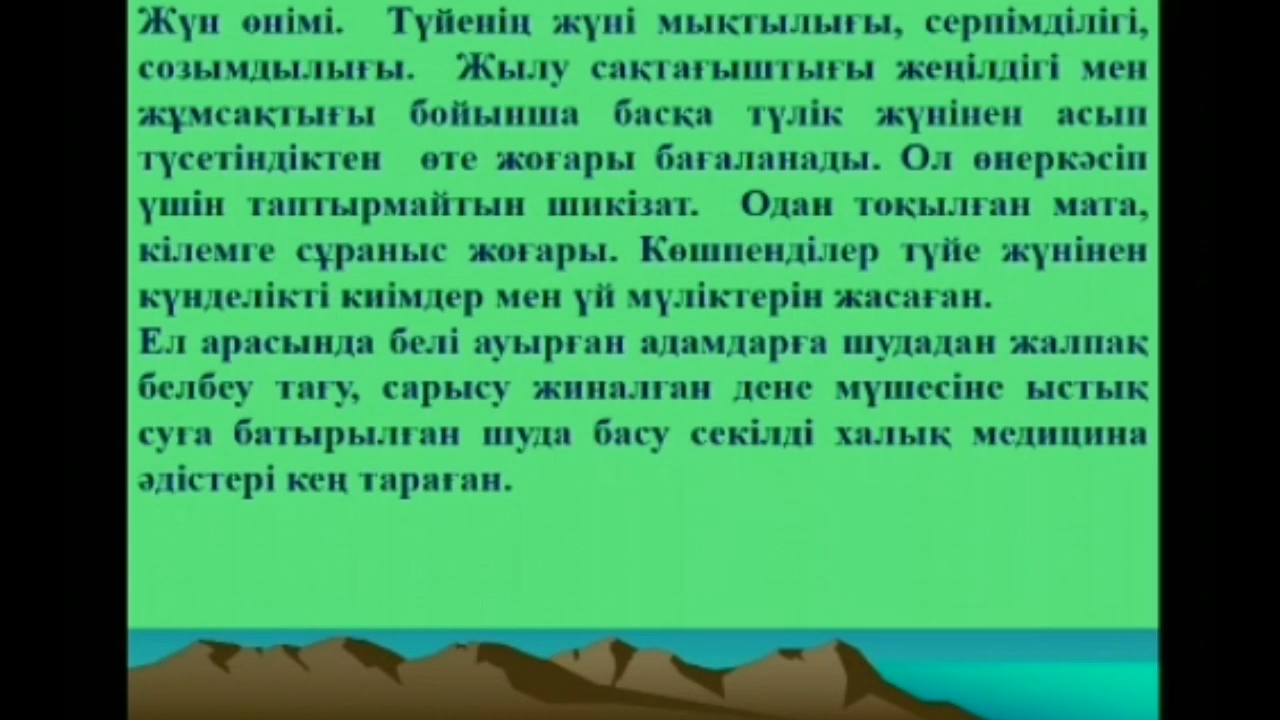 Жүн өнімі. Түйенің жүні мықтылығы, серпімділігі,
созымдылығы. Жылу сақтағыштығы жеңілдігі мен
жұмсақтығы бойынша басқа түлік жүнінен асып
түсетіндіктен өте жоғары бағаланады. Ол өнеркәсіп
үшін таптырмайтын шикізат. Одан тоқылған мата,
кілемге сұраныс жоғары. Көшпенділер түйе жүнінен
күнделікті киімдер мен үй мүліктерін жасаған.
Ел арасында белі ауырған адамдарға шудадан жалпақ
белбеу тағу, сарысу жиналған дене мүшесіне ыстық
суға батырылған шуда басу секілді халық медицина
әдістері кең тараған.